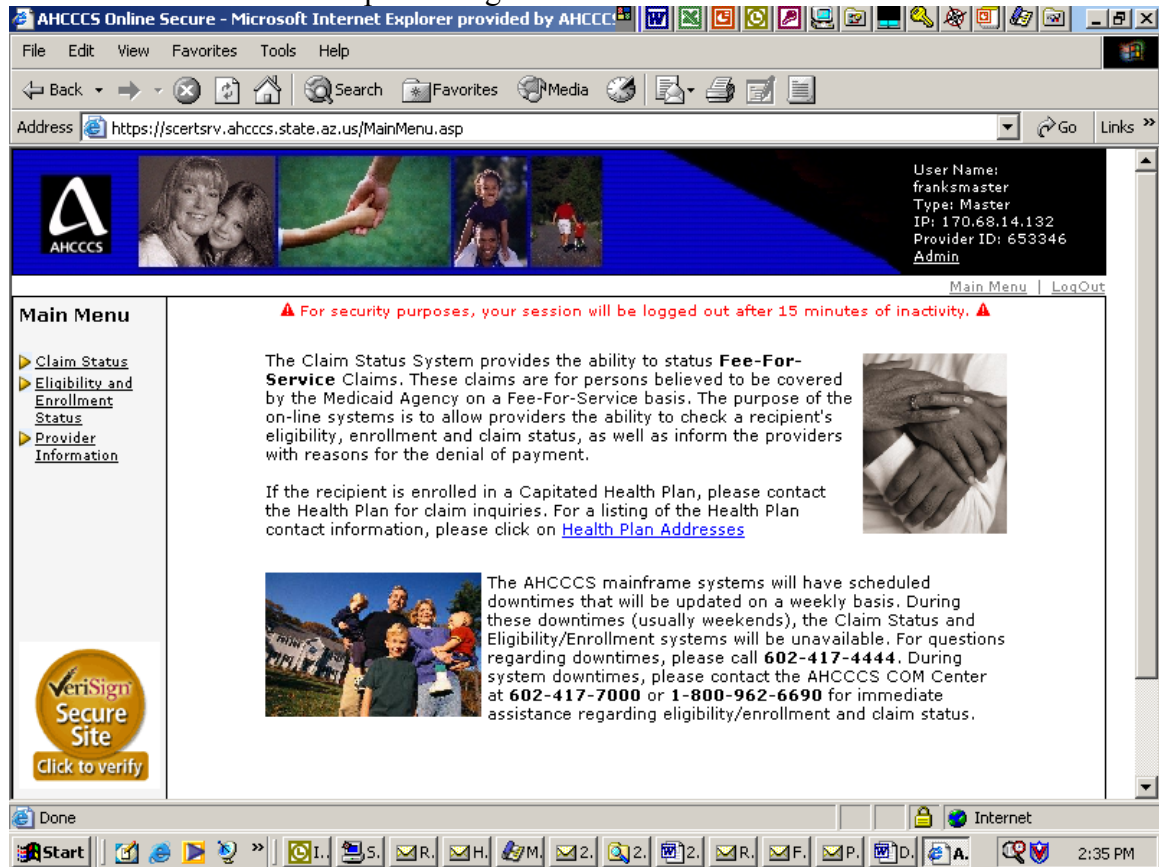 AHCCCS Online Secure - Microsoft Internet Explorer provided by AHCCCS
File Edit View Favorites Tools Help
Back Search Favorites Media
Address https://scertsrv.ahcccs.state.az.us/MainMenu.asp Go Links »
AHCCCS
User Name:
franksmaster
Type: Master
IP: 170.68.14.132
Provider ID: 653346
Admin
Main Menu | LogOut
Main Menu
Claim Status
Eligibility and
Enrollment
Status
Provider
Information
For security purposes, your session will be logged out after 15 minutes of inactivity.
The Claim Status System provides the ability to status Fee-For-
Service Claims. These claims are for persons believed to be covered
by the Medicaid Agency on a Fee-For-Service basis. The purpose of the
on-line systems is to allow providers the ability to check a recipient's
eligibility, enrollment and claim status, as well as inform the providers
with reasons for the denial of payment.
If the recipient is enrolled in a Capitated Health Plan, please contact
the Health Plan for claim inquiries. For a listing of the Health Plan
contact information, please click on Health Plan Addresses
The AHCCCS mainframe systems will have scheduled
downtimes that will be updated on a weekly basis. During
these downtimes (usually weekends), the Claim Status and
Eligibility/Enrollment systems will be unavailable. For questions
regarding downtimes, please call 602-417-4444. During
system downtimes, please contact the AHCCCS COM Center
at 602-417-7000 or 1-800-962-6690 for immediate
assistance regarding eligibility/enrollment and claim status.
VeriSign
Secure
Site
Click to verify
Done Internet
Start » I.. S. R. H. M. 2. 2. 2. R. F. P. D. A. 2:35 PM